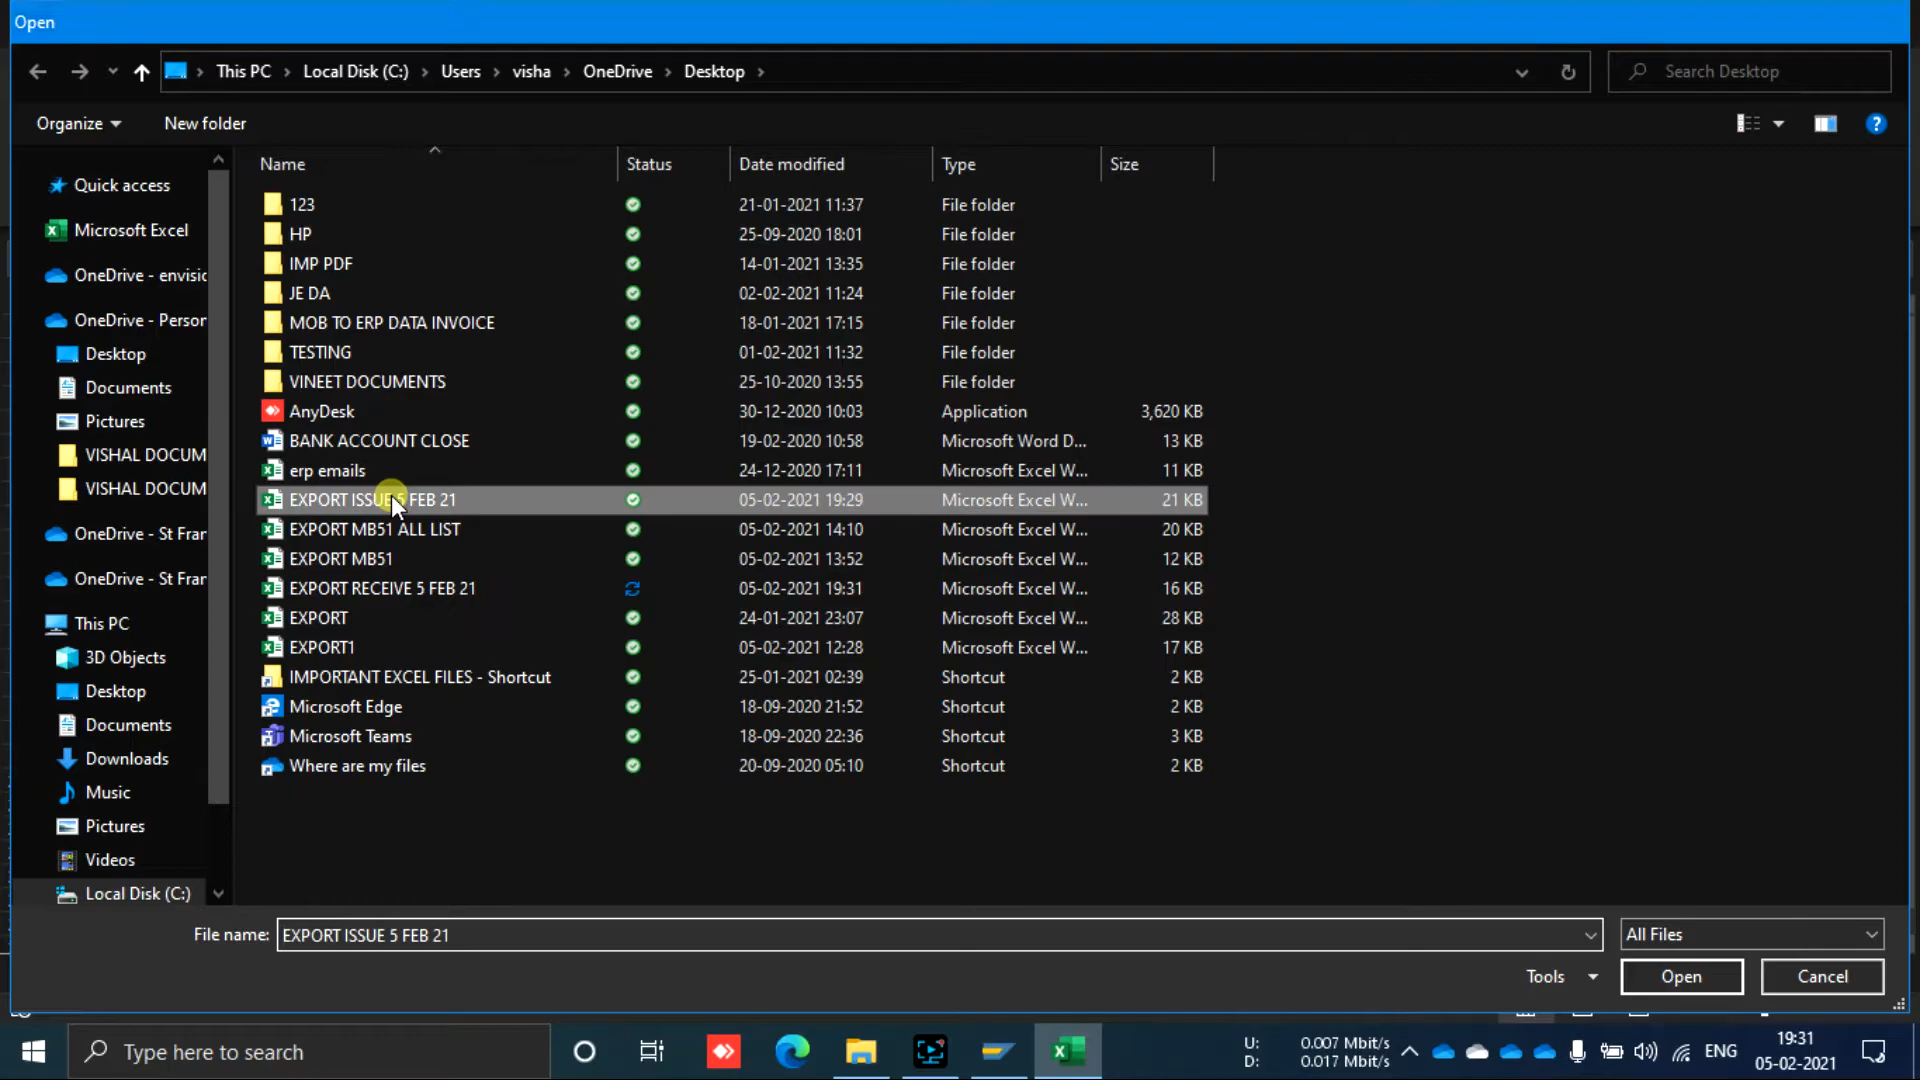 Open
This PC > Local Disk (C:) > Users > visha > OneDrive > Desktop >
Search Desktop
Organize
New folder
Name Status Date modified Type Size
Quick access
Microsoft Excel
OneDrive - envisic
OneDrive - Person
Desktop
Documents
Pictures
VISHAL DOCUM
VISHAL DOCUM
OneDrive - St Fran
OneDrive - St Fran
This PC
3D Objects
Desktop
Documents
Downloads
Music
Pictures
Videos
Local Disk (C:)
123 21-01-2021 11:37 File folder
HP 25-09-2020 18:01 File folder
IMP PDF 14-01-2021 13:35 File folder
JE DA 02-02-2021 11:24 File folder
MOB TO ERP DATA INVOICE 18-01-2021 17:15 File folder
TESTING 01-02-2021 11:32 File folder
VINEET DOCUMENTS 25-10-2020 13:55 File folder
AnyDesk 30-12-2020 10:03 Application 3,620 KB
BANK ACCOUNT CLOSE 19-02-2020 10:58 Microsoft Word D... 13 KB
erp emails 24-12-2020 17:11 Microsoft Excel W... 11 KB
EXPORT ISSUE 5 FEB 21 05-02-2021 19:29 Microsoft Excel W... 21 KB
EXPORT MB51 ALL LIST 05-02-2021 14:10 Microsoft Excel W... 20 KB
EXPORT MB51 05-02-2021 13:52 Microsoft Excel W... 12 KB
EXPORT RECEIVE 5 FEB 21 05-02-2021 19:31 Microsoft Excel W... 16 KB
EXPORT 24-01-2021 23:07 Microsoft Excel W... 28 KB
EXPORT1 05-02-2021 12:28 Microsoft Excel W... 17 KB
IMPORTANT EXCEL FILES - Shortcut 25-01-2021 02:39 Shortcut 2 KB
Microsoft Edge 18-09-2020 21:52 Shortcut 2 KB
Microsoft Teams 18-09-2020 22:36 Shortcut 3 KB
Where are my files 20-09-2020 05:10 Shortcut 2 KB
File name: EXPORT ISSUE 5 FEB 21
All Files
Tools
Open
Cancel
Type here to search
U: 0.007 Mbit/s
D: 0.017 Mbit/s
ENG
19:31
05-02-2021